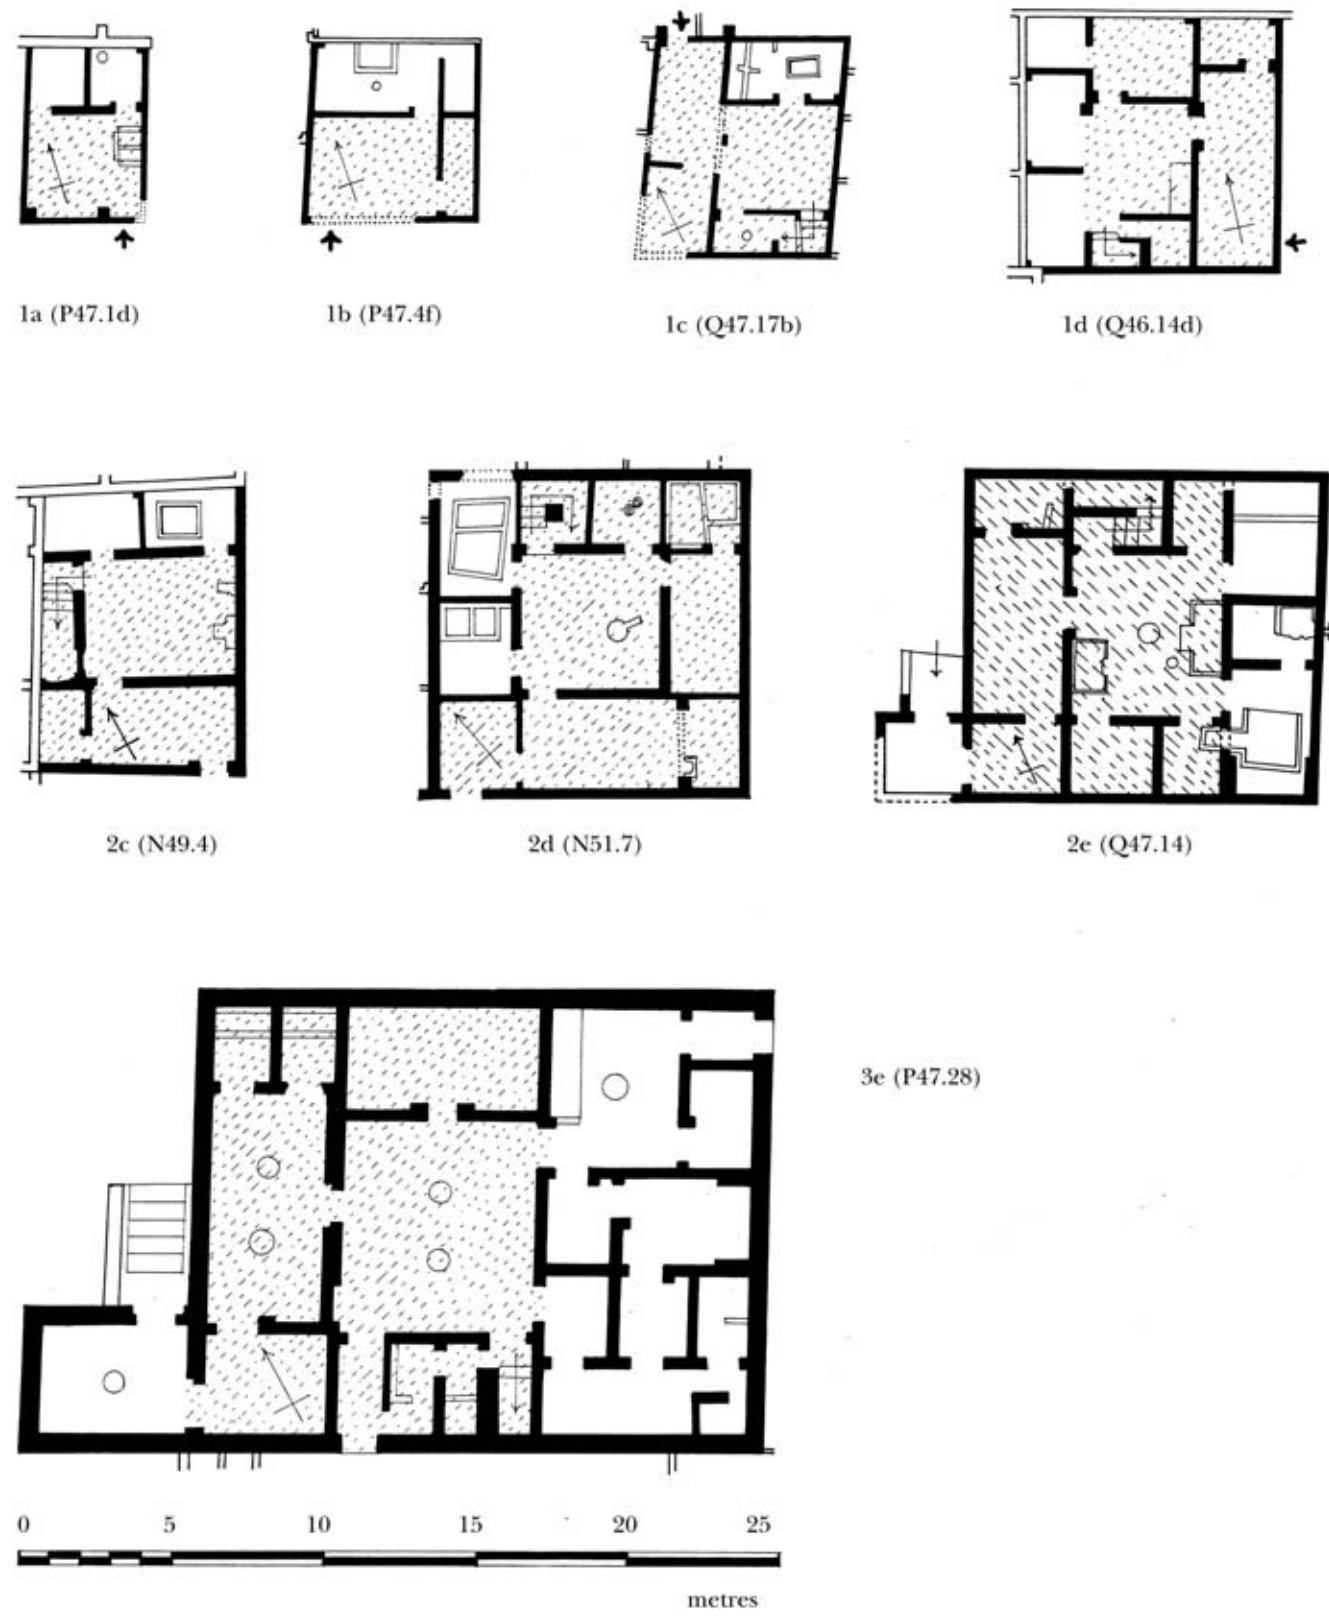 1a (P47.1d)
1b (P47.4f)
1c (Q47.17b)
1d (Q46.14d)
2c (N49.4)
2d (N51.7)
2e (Q47.14)
3e (P47.28)
0 5 10 15 20 25
metres